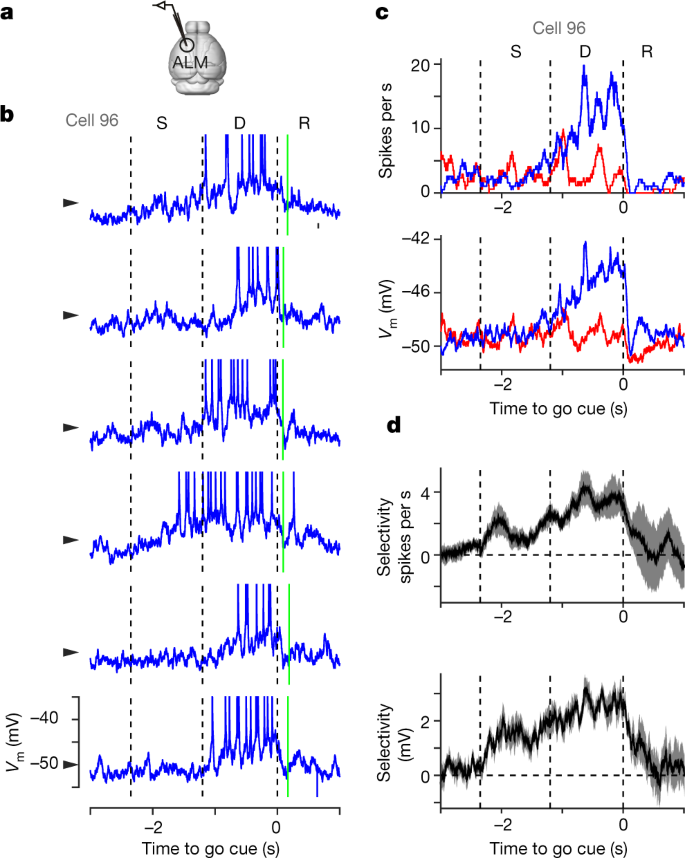 a
ALM
b
Cell 96
S
D
R
−40
−50
Vm (mV)
−2
0
Time to go cue (s)
c
Cell 96
S
D
R
20
10
0
Spikes per s
−2
0
−42
−46
−50
Vm (mV)
−2
0
Time to go cue (s)
d
4
2
0
Selectivity
spikes per s
−2
0
2
0
Selectivity
(mV)
−2
0
Time to go cue (s)